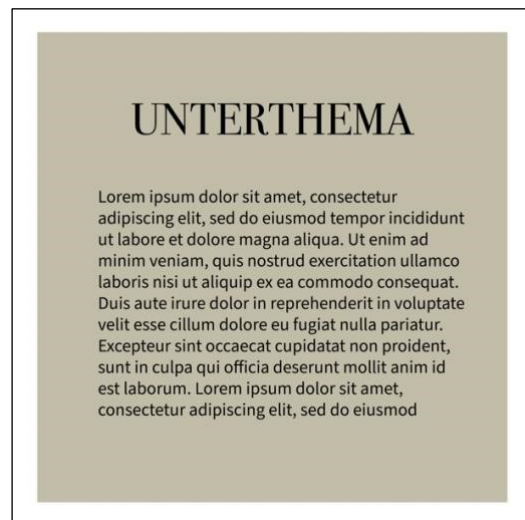 UNTERTHEMA
Lorem ipsum dolor sit amet, consectetur
adipiscing elit, sed do eiusmod tempor incididunt
ut labore et dolore magna aliqua. Ut enim ad
minim veniam, quis nostrud exercitation ullamco
laboris nisi ut aliquip ex ea commodo consequat.
Duis aute irure dolor in reprehenderit in voluptate
velit esse cillum dolore eu fugiat nulla pariatur.
Excepteur sint occaecat cupidatat non proident,
sunt in culpa qui officia deserunt mollit anim id
est laborum. Lorem ipsum dolor sit amet,
consectetur adipiscing elit, sed do eiusmod